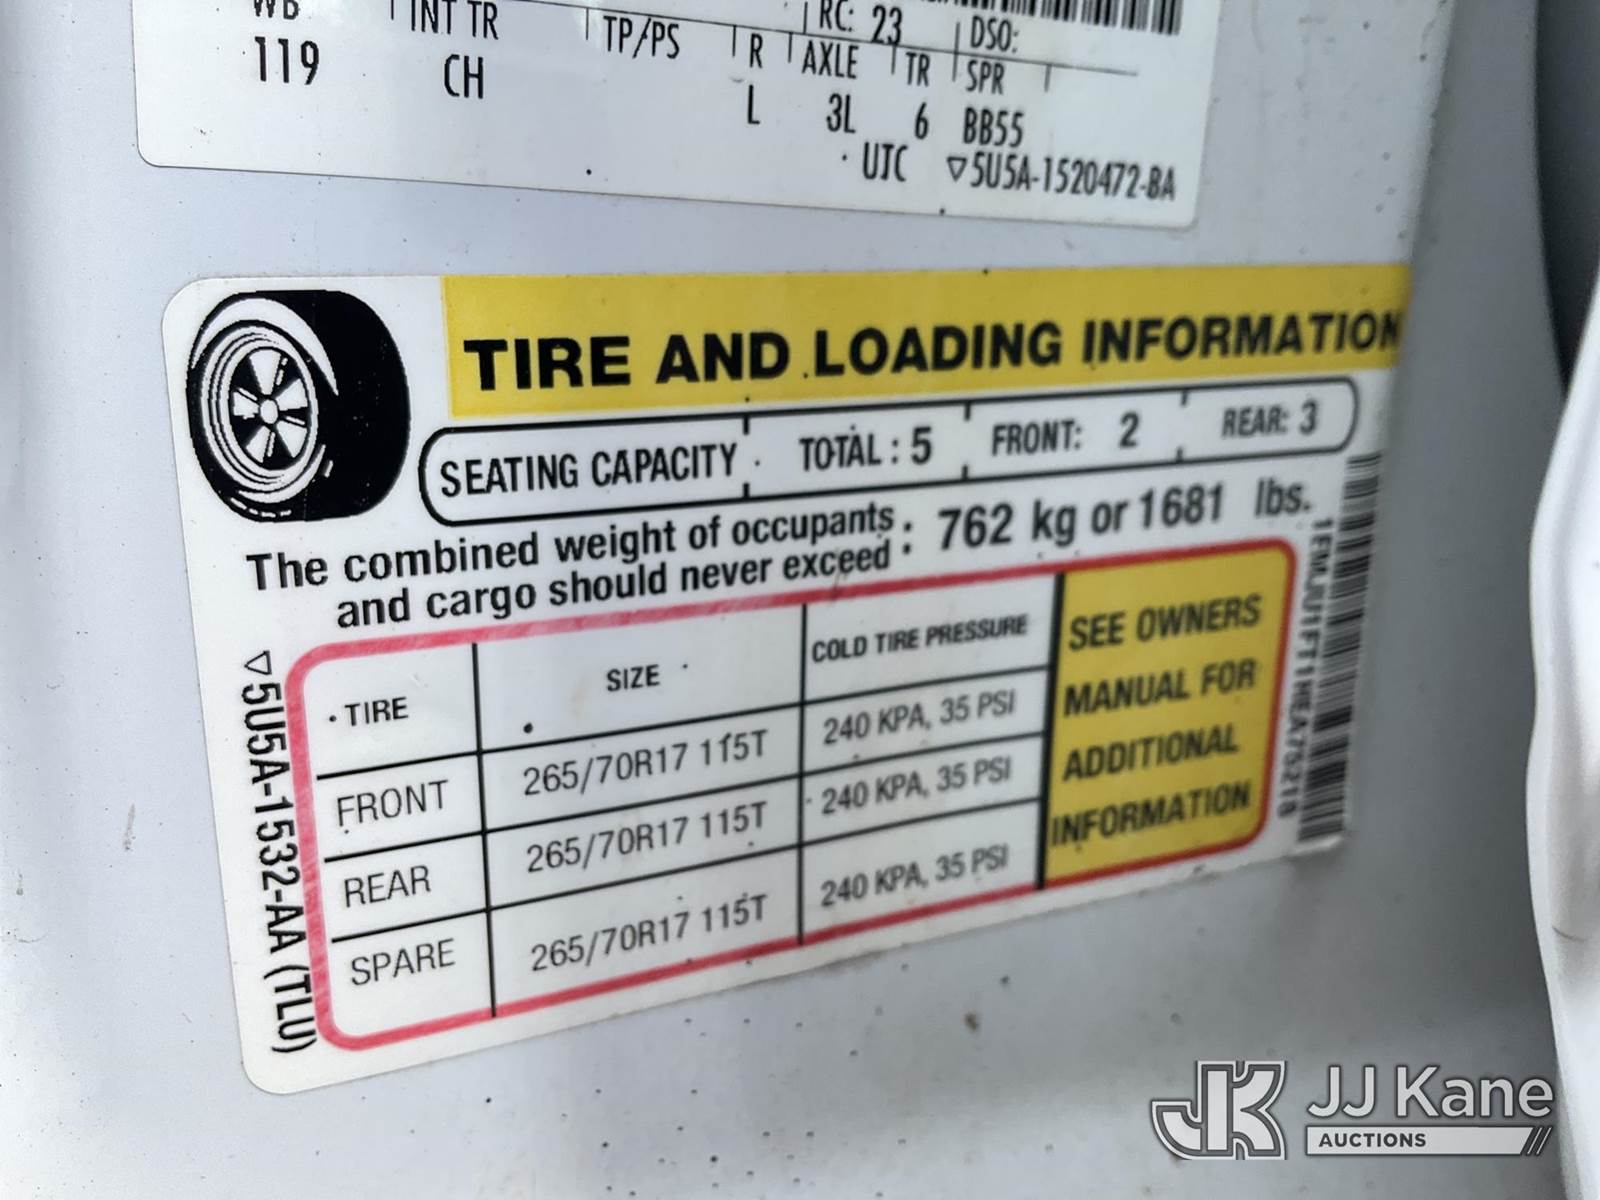 WB INT TR TP/PS R RC: 23 DSO:
119 CH L AXLE TR SPR
3L 6 BB55
UTC ▽5U5A-1520472-BA
TIRE AND LOADING INFORMATION
SEATING CAPACITY TOTAL : 5 FRONT: 2 REAR: 3
The combined weight of occupants
and cargo should never exceed : 762 kg or 1681 lbs.
TIRE SIZE COLD TIRE PRESSURE
FRONT 265/70R17 115T 240 KPA, 35 PSI
REAR 265/70R17 115T 240 KPA, 35 PSI
SPARE 265/70R17 115T 240 KPA, 35 PSI
SEE OWNERS
MANUAL FOR
ADDITIONAL
INFORMATION
▽5U5A-1532-AA (TLU)
1FMJU1FT1HEA75218
JK JJ Kane
AUCTIONS